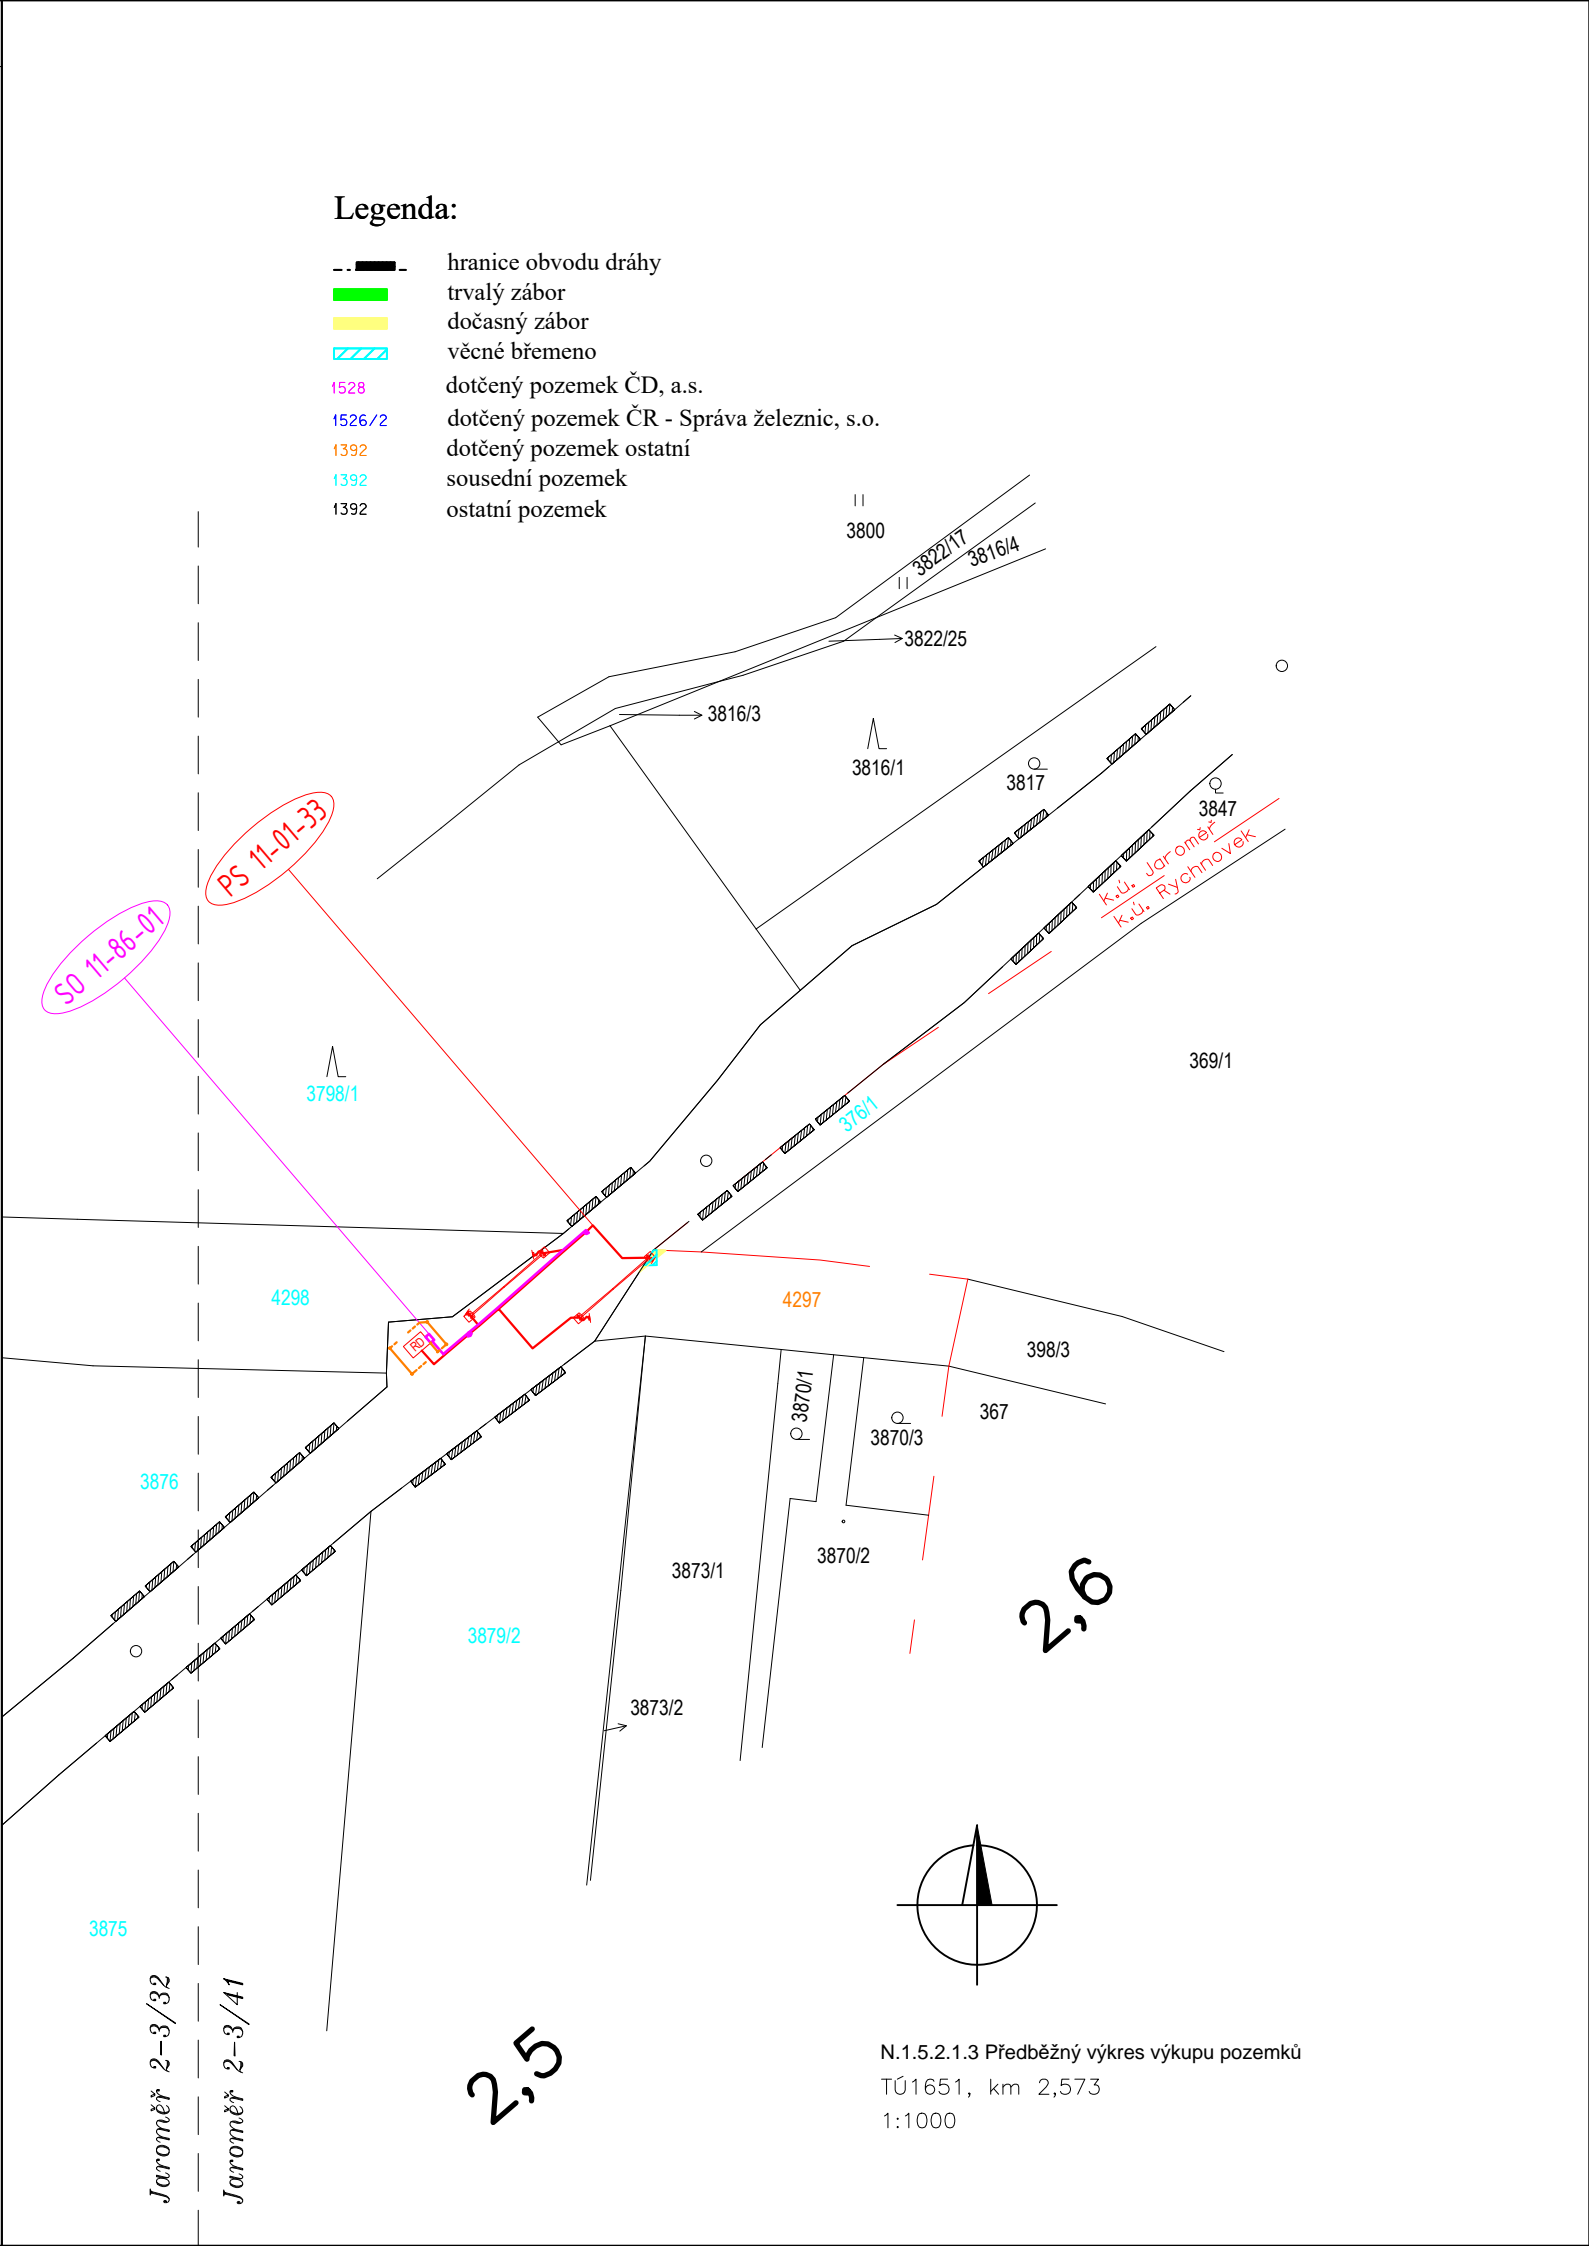 Legenda:
hranice obvodu dráhy
trvalý zábor
dočasný zábor
věcné břemeno
1528 dotčený pozemek ČD, a.s.
1526/2 dotčený pozemek ČR - Správa železnic, s.o.
1392 dotčený pozemek ostatní
1392 sousední pozemek
1392 ostatní pozemek
3800
3822/17
3816/4
3822/25
3816/3
3816/1
3817
3847
k.ú. Jaroměř
k.ú. Rychnovek
PS 11-01-33
SO 11-86-01
369/1
3798/1
376/1
4298
4297
RD
398/3
367
3870/1
3870/3
3876
3870/2
3873/1
2,6
3879/2
3873/2
3875
Jaroměř 2-3/32
Jaroměř 2-3/41
2,5
N.1.5.2.1.3 Předběžný výkres výkupu pozemků
TÚ1651, km 2,573
1:1000